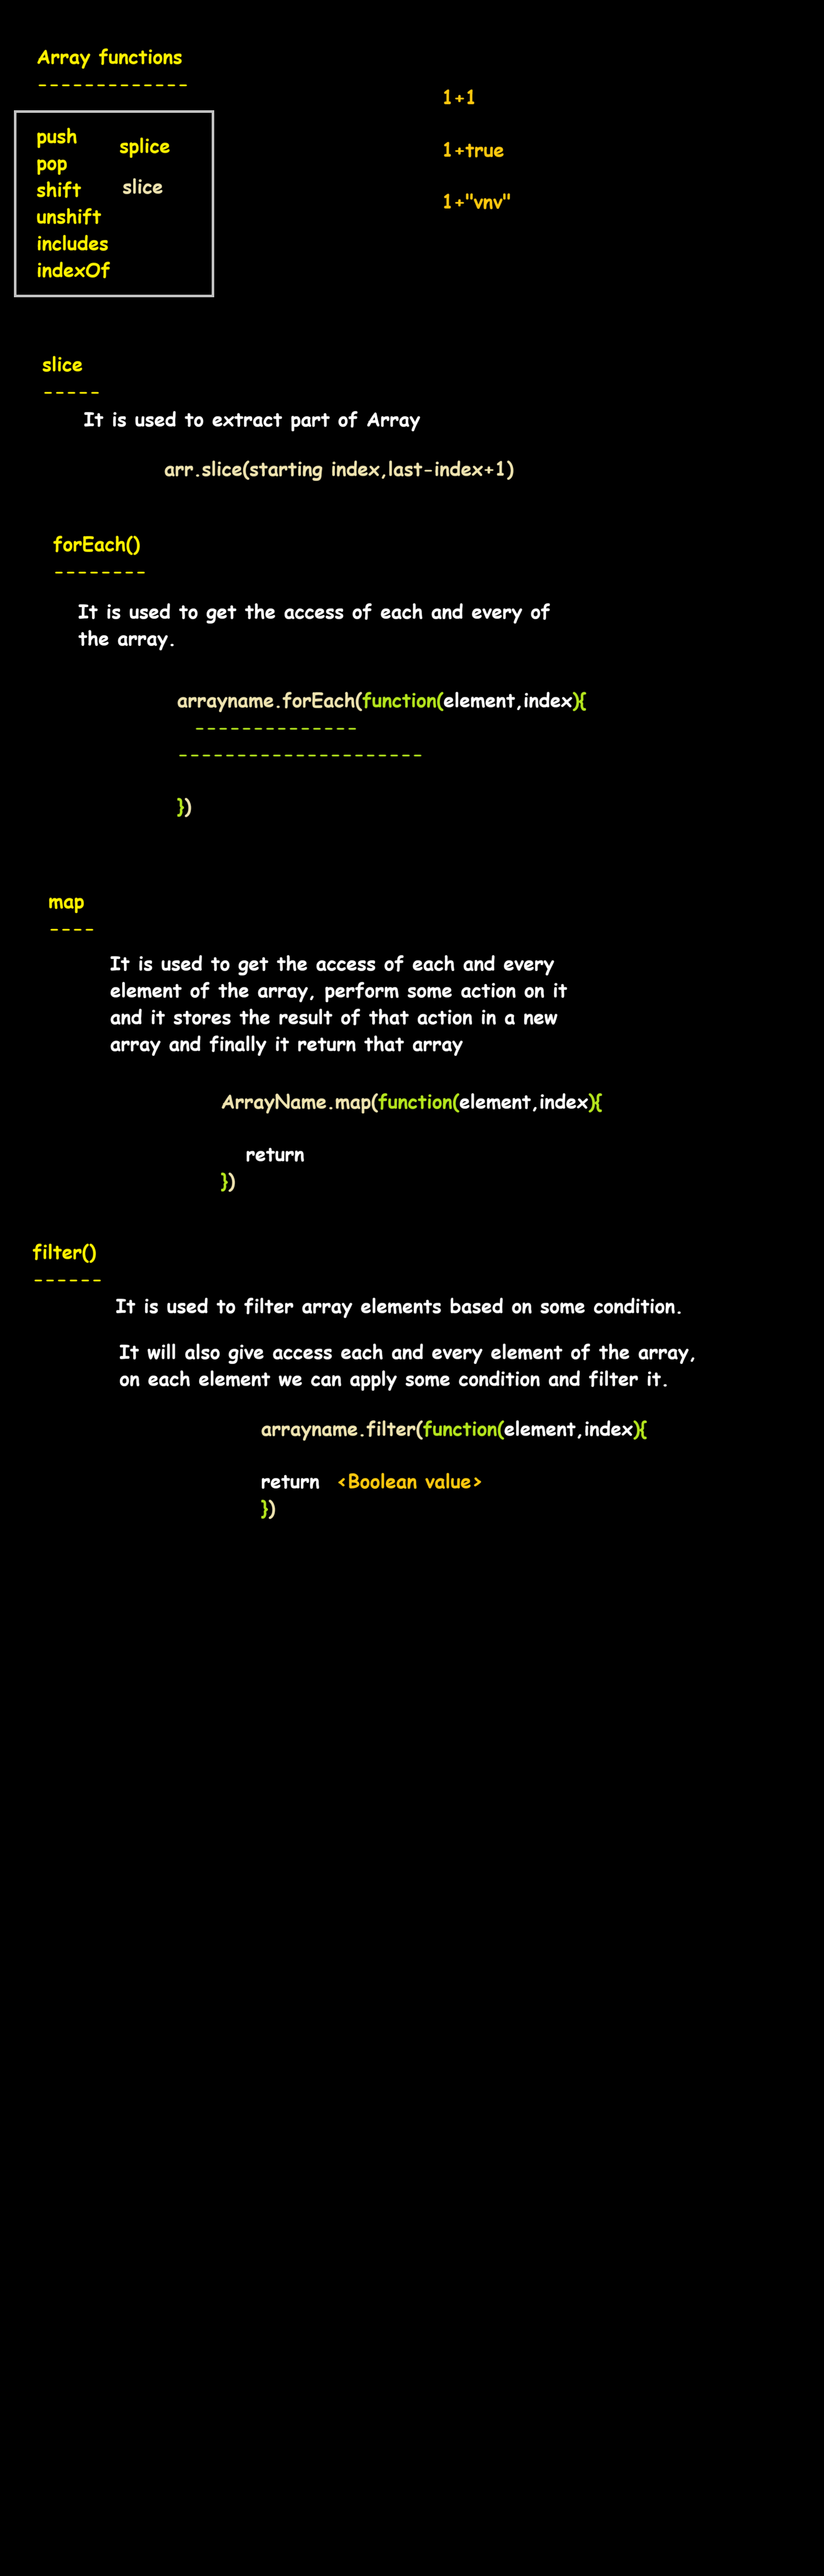 Array functions
-------------
push
pop
shift
unshift
includes
indexOf
splice
slice
1+1
1+true
1+"vnv"
slice
-----
It is used to extract part of Array
arr.slice(starting index,last-index+1)
forEach()
--------
It is used to get the access of each and every of
the array.
arrayname.forEach(function(element,index){
--------------
---------------------
})
map
----
It is used to get the access of each and every
element of the array, perform some action on it
and it stores the result of that action in a new
array and finally it return that array
ArrayName.map(function(element,index){
return
})
filter()
------
It is used to filter array elements based on some condition.
It will also give access each and every element of the array,
on each element we can apply some condition and filter it.
arrayname.filter(function(element,index){
return <Boolean value>
})